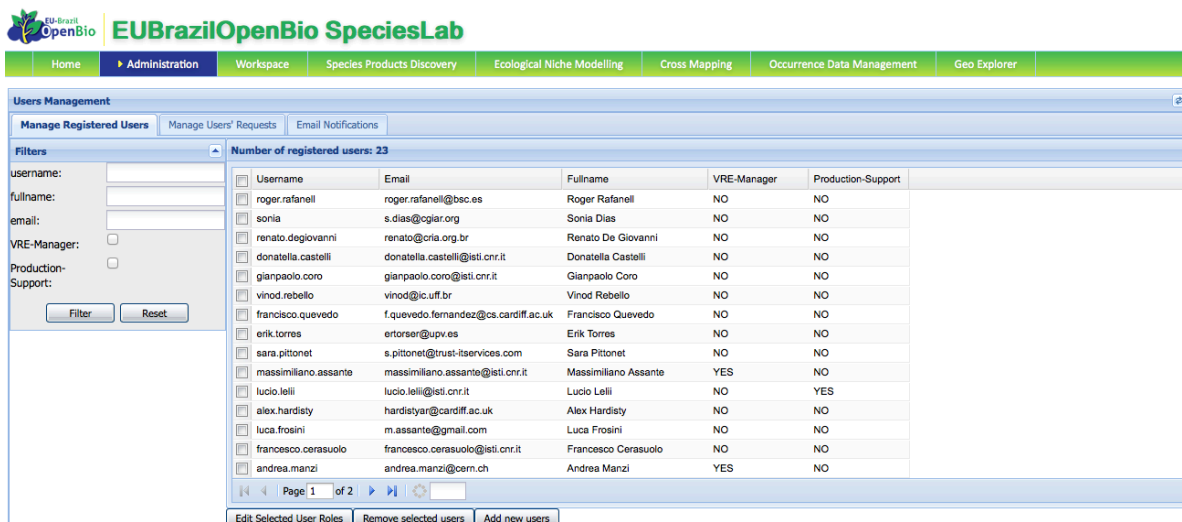 EU-Brazil
OpenBio
EUBrazilOpenBio SpeciesLab
Home Administration Workspace Species Products Discovery Ecological Niche Modelling Cross Mapping Occurrence Data Management Geo Explorer
Users Management
Manage Registered Users Manage Users' Requests Email Notifications
Filters
username:
fullname:
email:
VRE-Manager:
Production-
Support:
Filter Reset
Number of registered users: 23
Username Email Fullname VRE-Manager Production-Support
roger.rafanell roger.rafanell@bsc.es Roger Rafanell NO NO
sonia s.dias@cgiar.org Sonia Dias NO NO
renato.degiovanni renato@cria.org.br Renato De Giovanni NO NO
donatella.castelli donatella.castelli@isti.cnr.it Donatella Castelli NO NO
gianpaolo.coro gianpaolo.coro@isti.cnr.it Gianpaolo Coro NO NO
vinod.rebello vinod@ic.uff.br Vinod Rebello NO NO
francisco.quevedo f.quevedo.fernandez@cs.cardiff.ac.uk Francisco Quevedo NO NO
erik.torres ertorser@upv.es Erik Torres NO NO
sara.pittonet s.pittonet@trust-itservices.com Sara Pittonet NO NO
massimiliano.assante massimiliano.assante@isti.cnr.it Massimiliano Assante YES NO
lucio.lelii lucio.lelii@isti.cnr.it Lucio Lelii NO YES
alex.hardisty hardistyar@cardiff.ac.uk Alex Hardisty NO NO
luca.frosini m.assante@gmail.com Luca Frosini NO NO
francesco.cerasuolo francesco.cerasuolo@isti.cnr.it Francesco Cerasuolo NO NO
andrea.manzi andrea.manzi@cern.ch Andrea Manzi YES NO
Page 1 of 2
Edit Selected User Roles Remove selected users Add new users